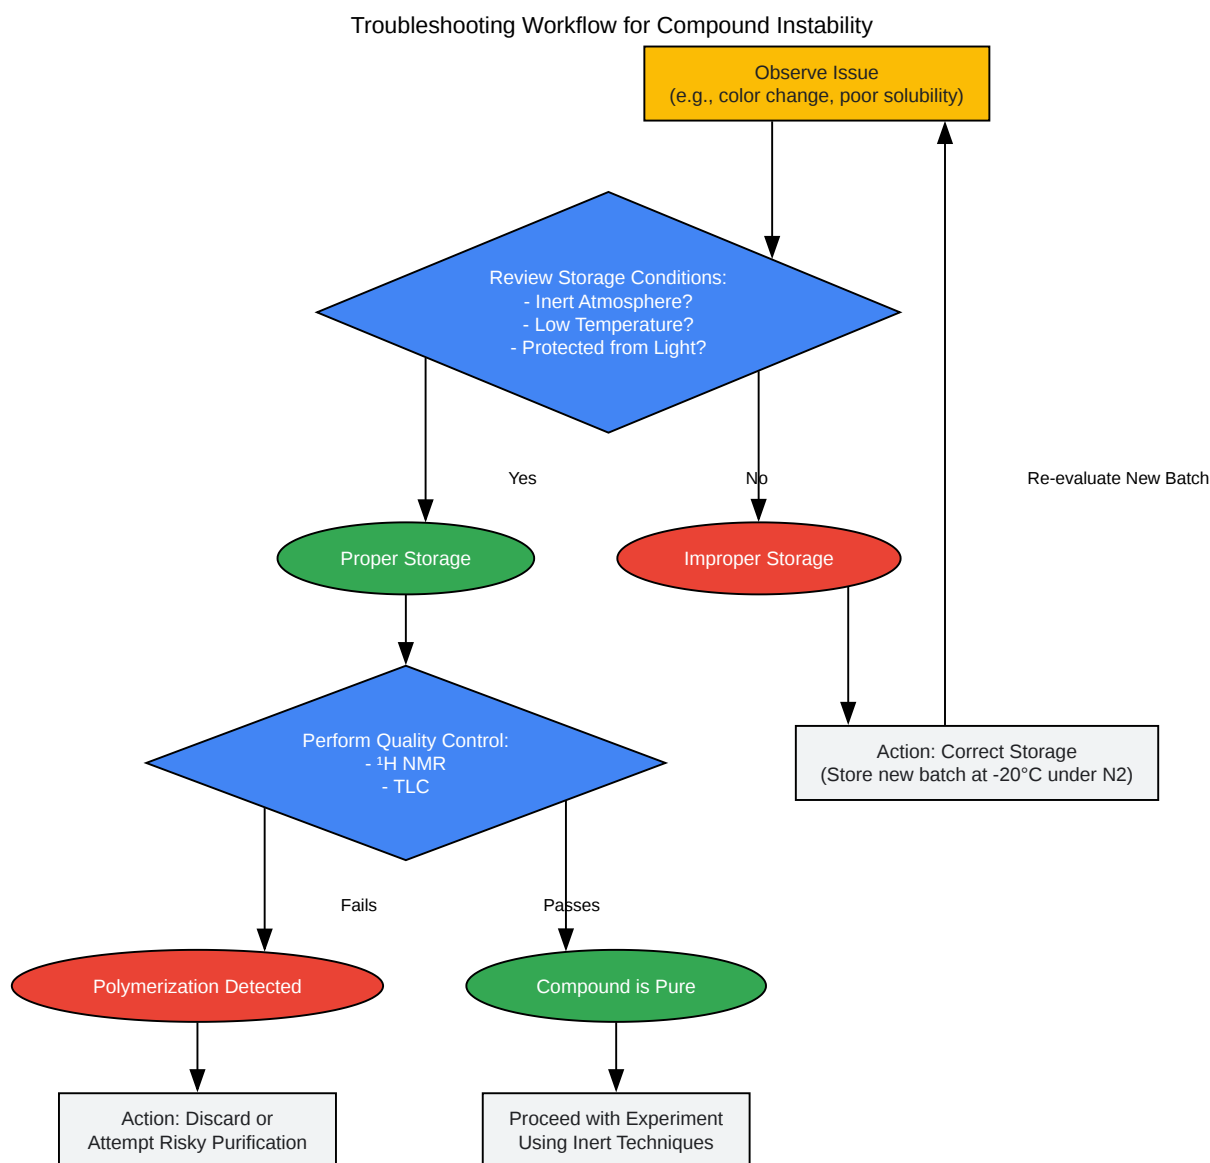 Troubleshooting Workflow for Compound Instability
Observe Issue
(e.g., color change, poor solubility)
Review Storage Conditions:
- Inert Atmosphere?
- Low Temperature?
- Protected from Light?
Yes
No
Re-evaluate New Batch
Proper Storage
Improper Storage
Perform Quality Control:
- ¹H NMR
- TLC
Action: Correct Storage
(Store new batch at -20°C under N2)
Fails
Passes
Polymerization Detected
Compound is Pure
Action: Discard or
Attempt Risky Purification
Proceed with Experiment
Using Inert Techniques